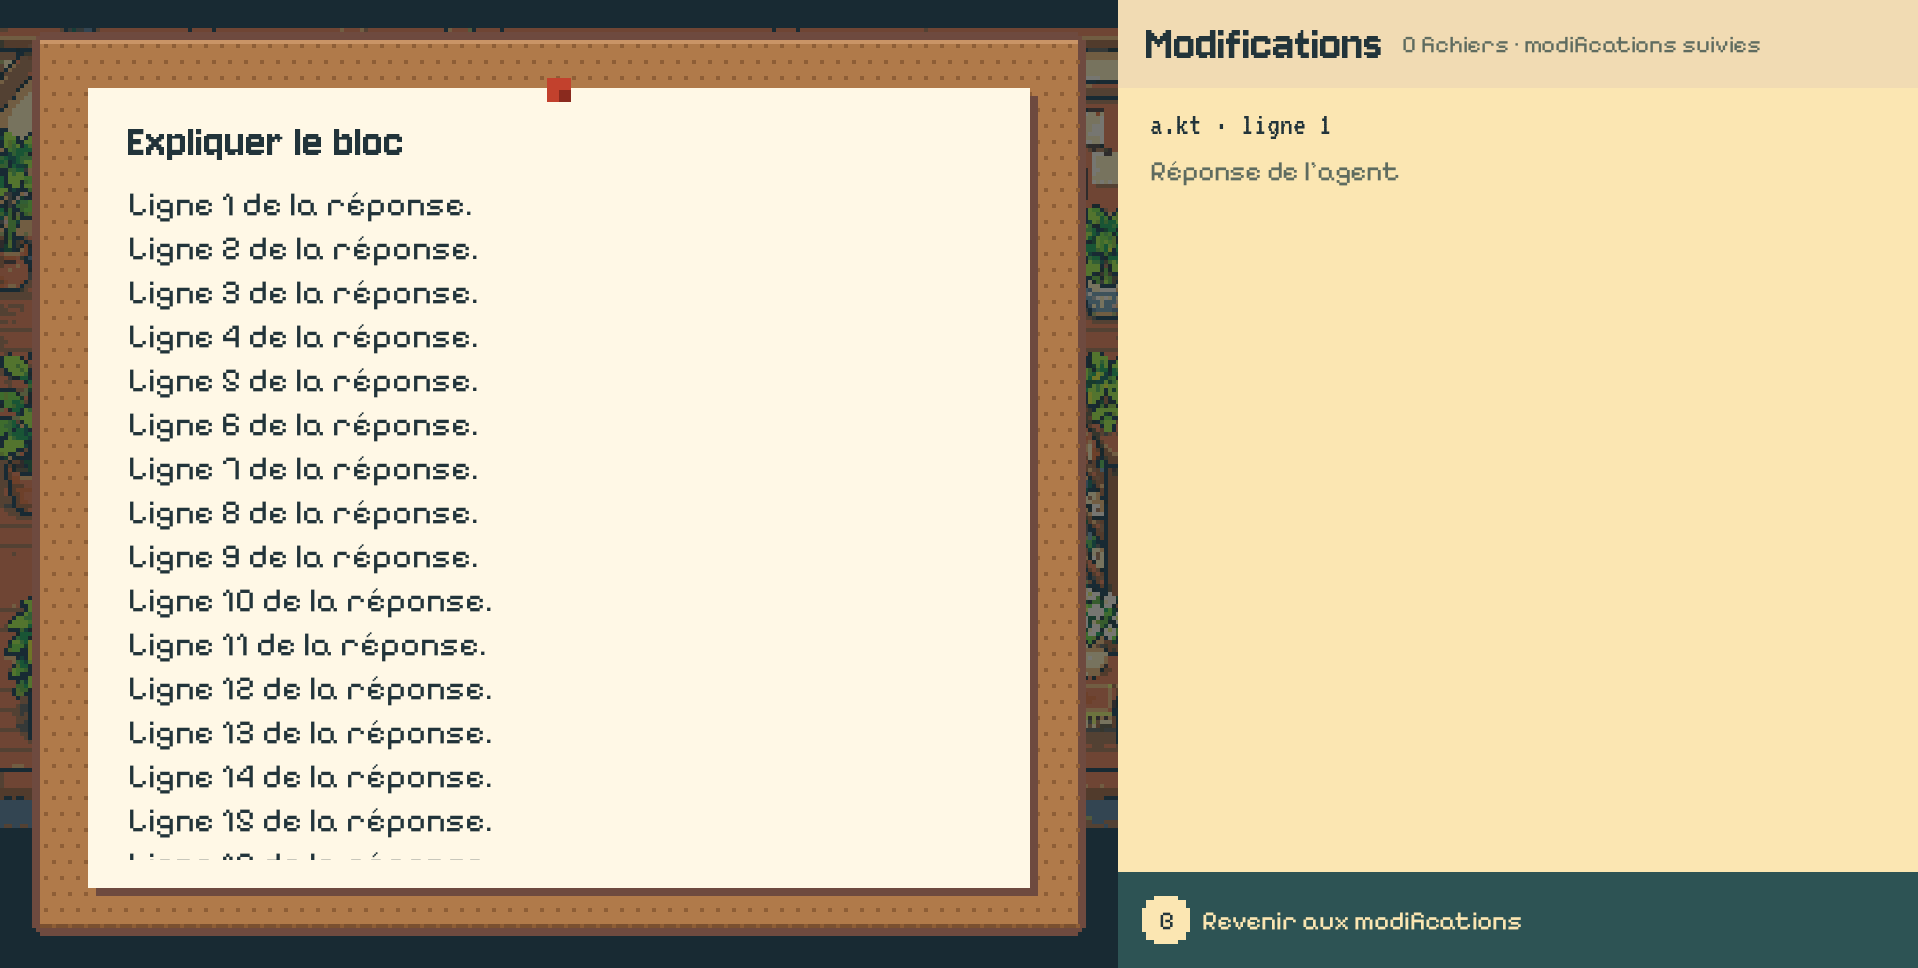 Expliquer le bloc
Ligne 1 de la réponse.
Ligne 2 de la réponse.
Ligne 3 de la réponse.
Ligne 4 de la réponse.
Ligne 5 de la réponse.
Ligne 6 de la réponse.
Ligne 7 de la réponse.
Ligne 8 de la réponse.
Ligne 9 de la réponse.
Ligne 10 de la réponse.
Ligne 11 de la réponse.
Ligne 12 de la réponse.
Ligne 13 de la réponse.
Ligne 14 de la réponse.
Ligne 15 de la réponse.
Modifications 0 fichiers · modifications suivies
a.kt · ligne 1
Réponse de l'agent
B Revenir aux modifications